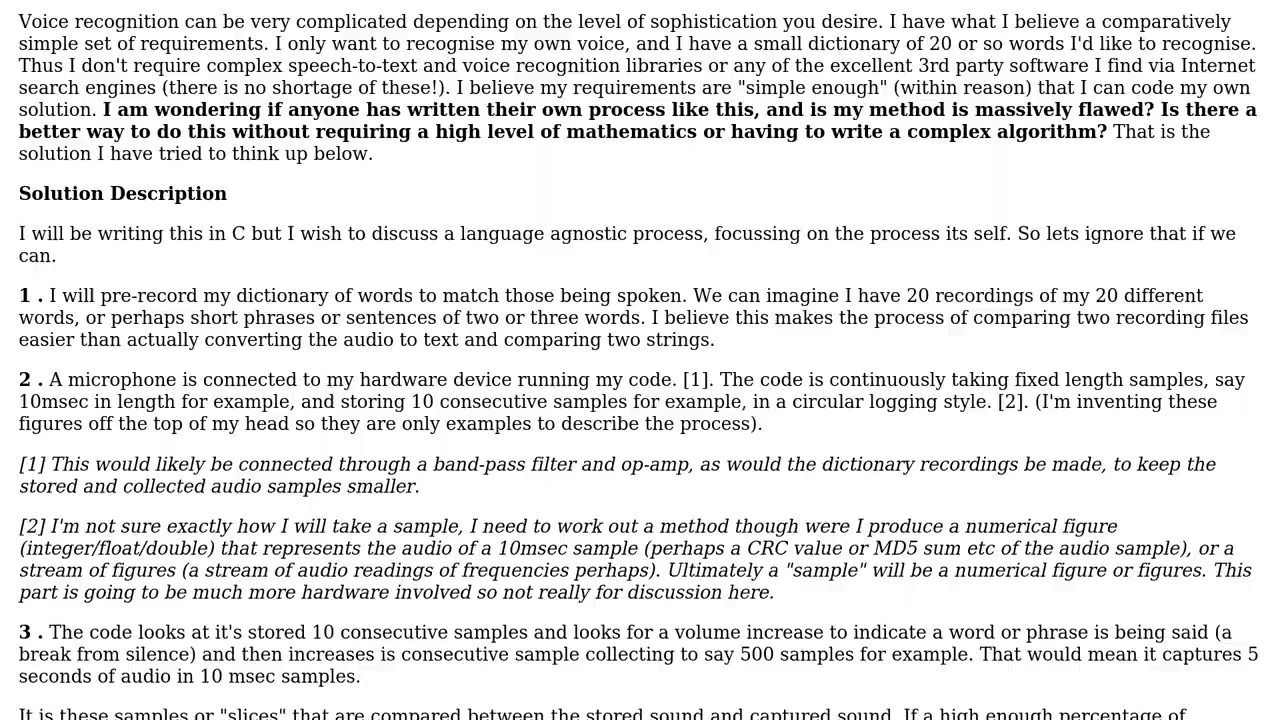 Voice recognition can be very complicated depending on the level of sophistication you desire. I have what I believe a comparatively
simple set of requirements. I only want to recognise my own voice, and I have a small dictionary of 20 or so words I'd like to recognise.
Thus I don't require complex speech-to-text and voice recognition libraries or any of the excellent 3rd party software I find via Internet
search engines (there is no shortage of these!). I believe my requirements are "simple enough" (within reason) that I can code my own
solution. I am wondering if anyone has written their own process like this, and is my method is massively flawed? Is there a
better way to do this without requiring a high level of mathematics or having to write a complex algorithm? That is the
solution I have tried to think up below.
Solution Description
I will be writing this in C but I wish to discuss a language agnostic process, focussing on the process its self. So lets ignore that if we
can.
1 . I will pre-record my dictionary of words to match those being spoken. We can imagine I have 20 recordings of my 20 different
words, or perhaps short phrases or sentences of two or three words. I believe this makes the process of comparing two recording files
easier than actually converting the audio to text and comparing two strings.
2 . A microphone is connected to my hardware device running my code. [1]. The code is continuously taking fixed length samples, say
10msec in length for example, and storing 10 consecutive samples for example, in a circular logging style. [2]. (I'm inventing these
figures off the top of my head so they are only examples to describe the process).
[1] This would likely be connected through a band-pass filter and op-amp, as would the dictionary recordings be made, to keep the
stored and collected audio samples smaller.
[2] I'm not sure exactly how I will take a sample, I need to work out a method though were I produce a numerical figure
(integer/float/double) that represents the audio of a 10msec sample (perhaps a CRC value or MD5 sum etc of the audio sample), or a
stream of figures (a stream of audio readings of frequencies perhaps). Ultimately a "sample" will be a numerical figure or figures. This
part is going to be much more hardware involved so not really for discussion here.
3 . The code looks at it's stored 10 consecutive samples and looks for a volume increase to indicate a word or phrase is being said (a
break from silence) and then increases is consecutive sample collecting to say 500 samples for example. That would mean it captures 5
seconds of audio in 10 msec samples.
It is these samples or "slices" that are compared between the stored sound and captured sound. If a high enough percentage of